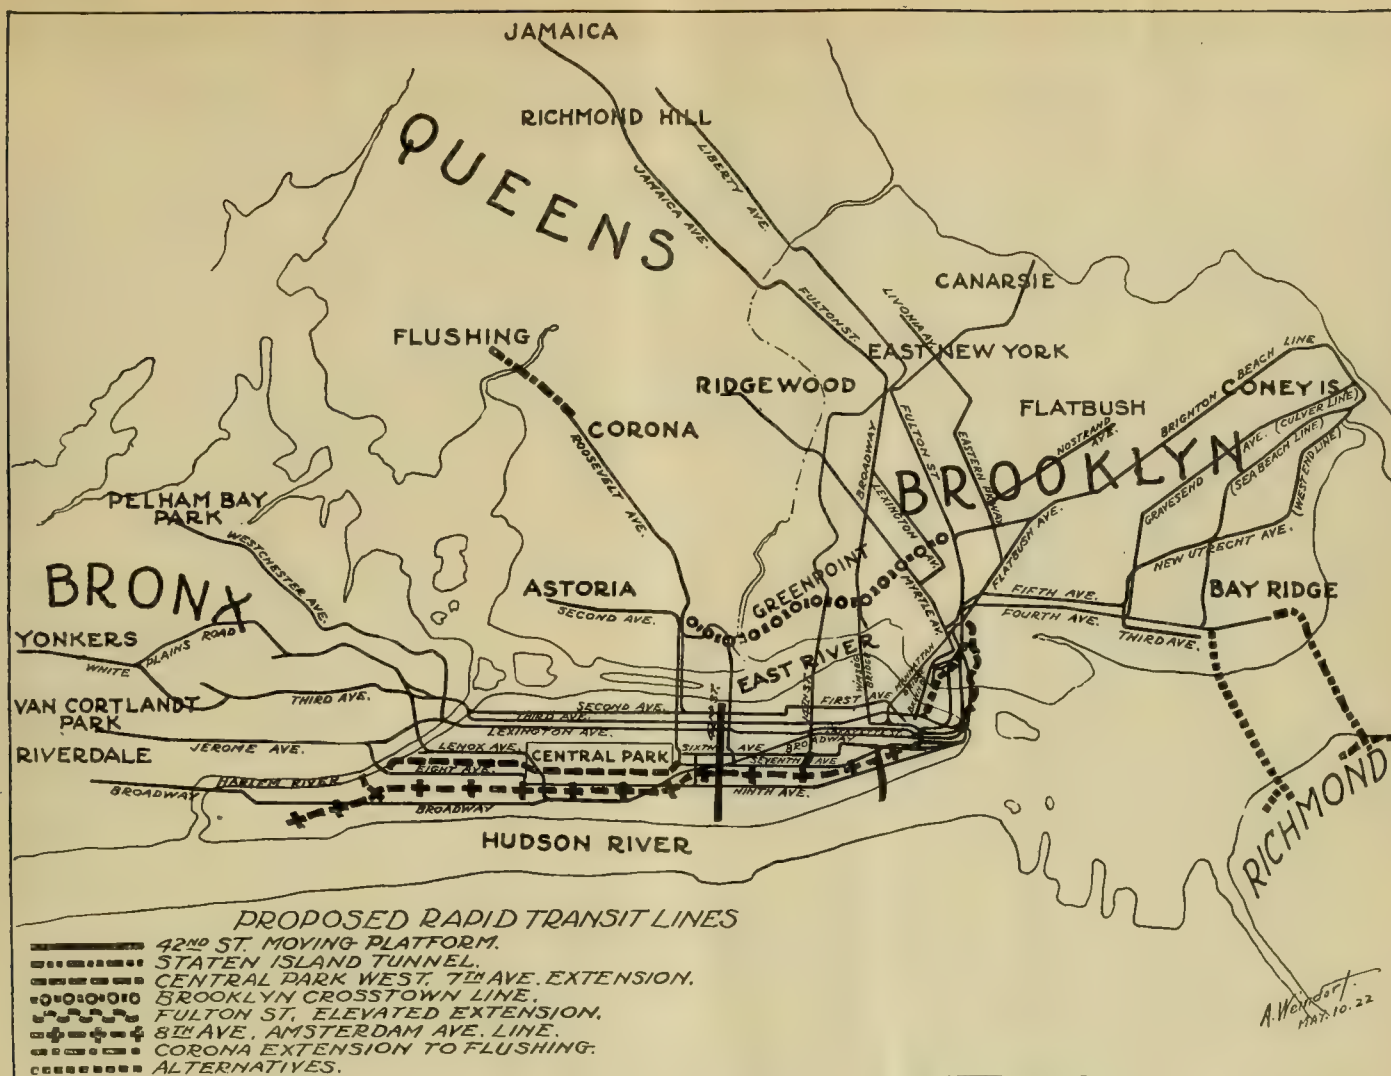 JAMAICA
RICHMOND HILL
QUEENS
LIBERTY AVE.
JAMAICA AVE.
CANARSIE
FULTON ST.
LIVONIA AV.
FLUSHING
EAST NEW YORK
RIDGEWOOD
BRIGHTON BEACH LINE
CONEY IS.
FLATBUSH
CORONA
NOSTRAND AVE.
ROOSEVELT AVE.
BROADWAY
FULTON ST
EASTERN PKWAY
LEXINGTON AV.
BROOKLYN
GRAVESEND AVE. (CULVER LINE)
(SEA BEACH LINE)
(WEST END LINE)
PELHAM BAY
PARK
WESTCHESTER AVE.
NEW UTRECHT AVE.
FLATBUSH AVE.
BRONX
ASTORIA
GREENPOINT
MYRTLE AV.
FIFTH AVE.
BAY RIDGE
SECOND AVE.
FOURTH AVE.
THIRD AVE.
YONKERS
WHITE PLAINS ROAD
EAST RIVER
MANHATTAN
THIRD AVE.
VAN CORTLANDT
PARK
SECOND AVE.
FIRST AVE
THIRD AVE.
LEXINGTON AVE.
BROADWAY
JEROME AVE.
LENOX AVE.
CENTRAL PARK
SIXTH AVE
SEVENTH AVE
RIVERDALE
EIGHT AVE.
HARLEM RIVER
NINTH AVE.
BROADWAY
BROADWAY
HUDSON RIVER
RICHMOND
PROPOSED RAPID TRANSIT LINES
42ND ST. MOVING PLATFORM.
STATEN ISLAND TUNNEL.
CENTRAL PARK WEST, 7TH AVE. EXTENSION.
BROOKLYN CROSSTOWN LINE.
FULTON ST. ELEVATED EXTENSION.
8TH AVE. AMSTERDAM AVE. LINE.
CORONA EXTENSION TO FLUSHING.
ALTERNATIVES.
MAY.10.22